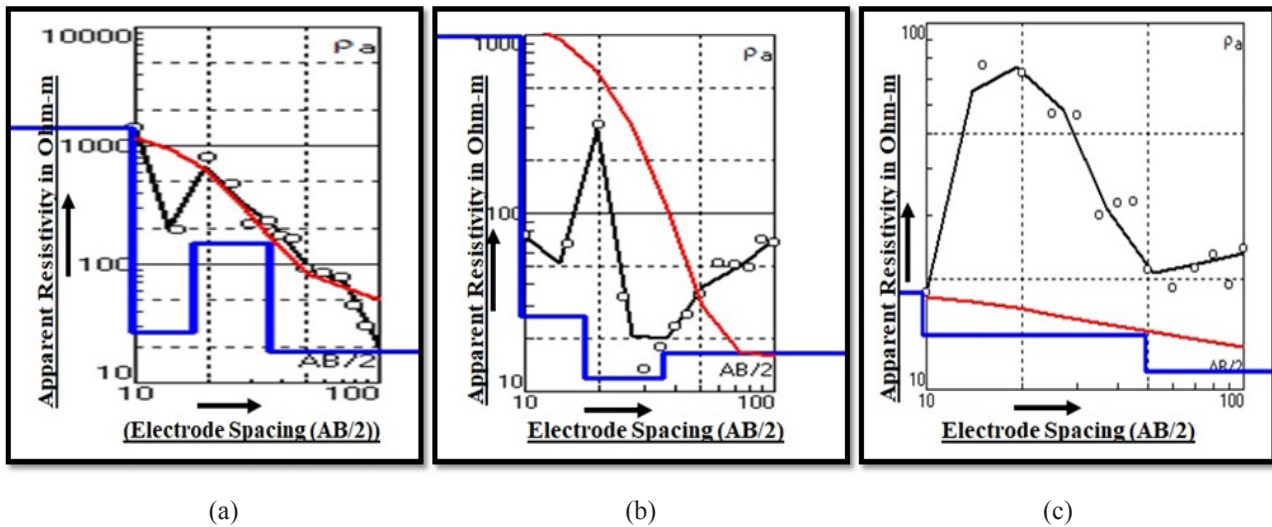 Apparent Resistivity in Ohm-m
10000
1000
100
10
ρa
AB/2
10
100
(Electrode Spacing (AB/2))
Apparent Resistivity in Ohm-m
1000
100
10
ρa
AB/2
10
100
Electrode Spacing (AB/2)
Apparent Resistivity in Ohm-m
100
10
ρa
AB/2
10
100
Electrode Spacing (AB/2)
(a)
(b)
(c)